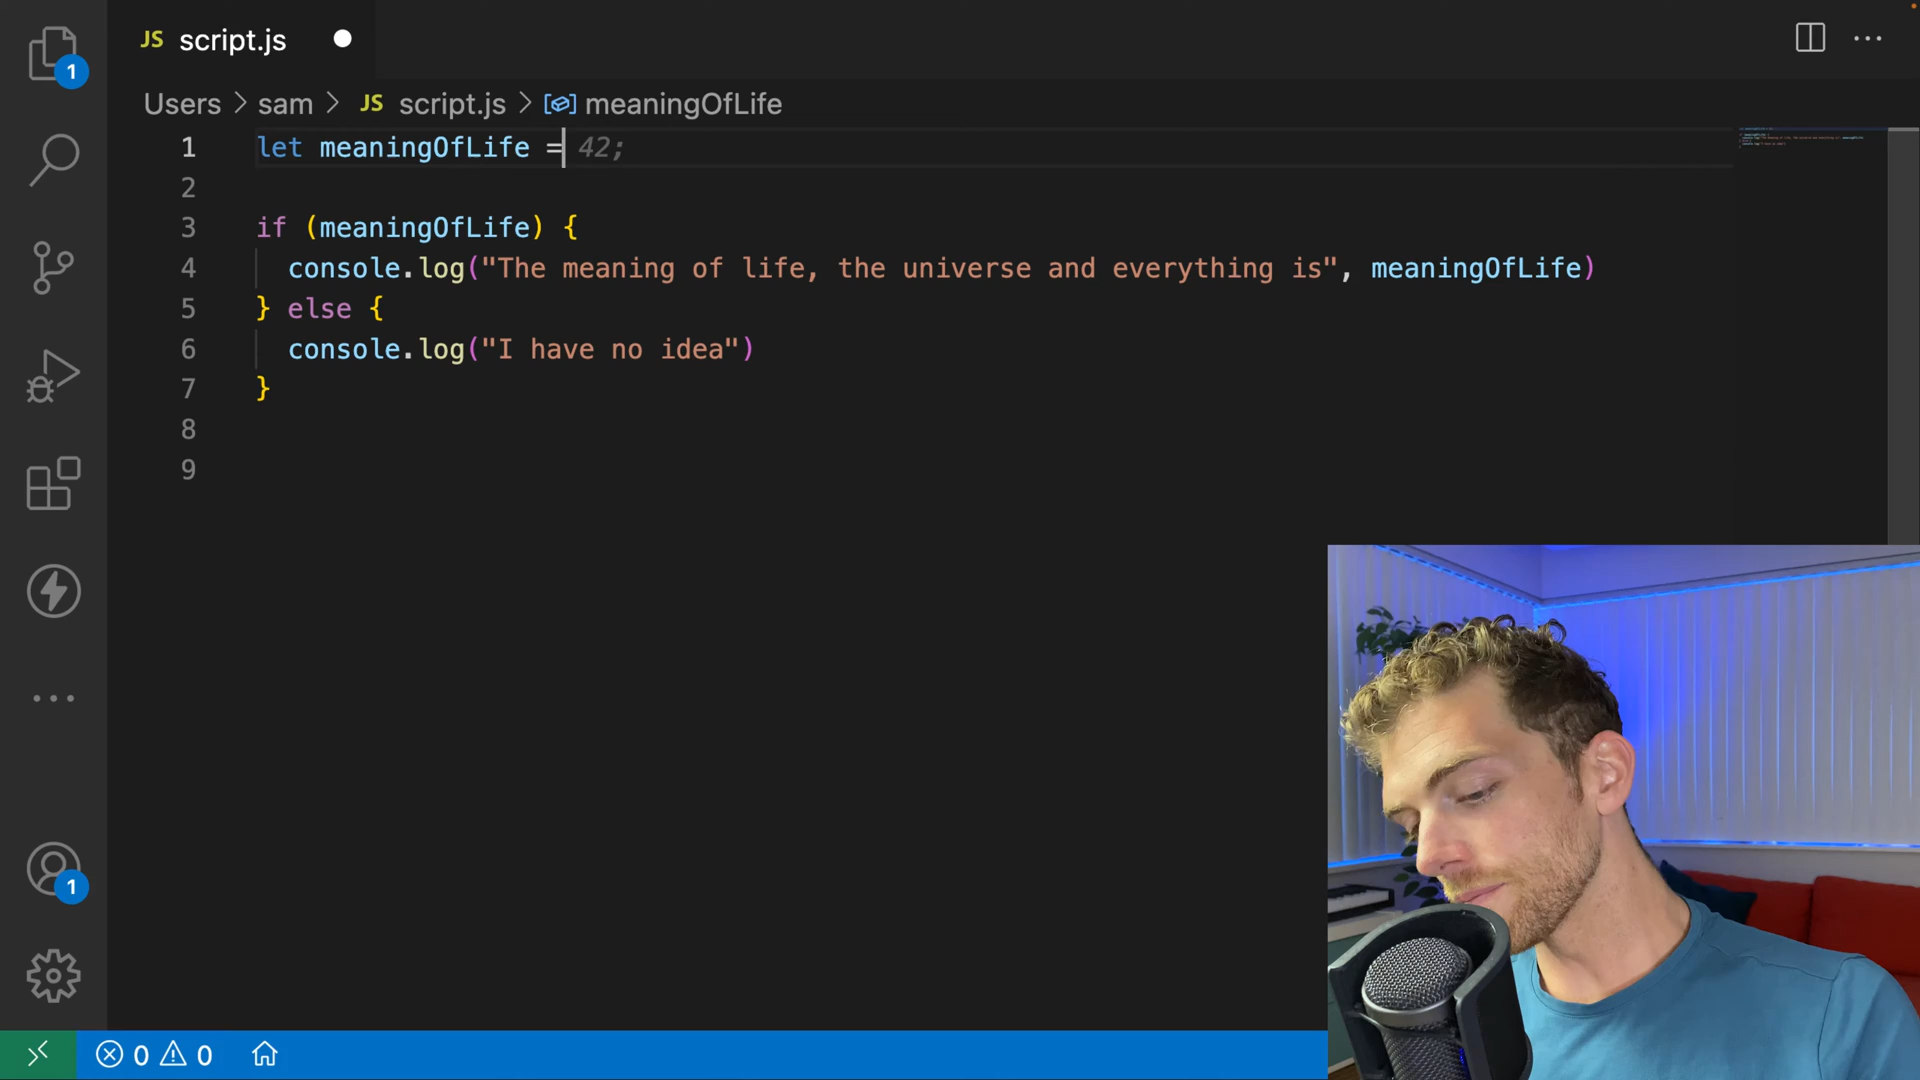 JS script.js
1
Users > sam > JS script.js > meaningOfLife
1 let meaningOfLife = 42;
2
3 if (meaningOfLife) {
4 console.log("The meaning of life, the universe and everything is", meaningOfLife)
5 } else {
6 console.log("I have no idea")
7 }
8
9
1
0 0